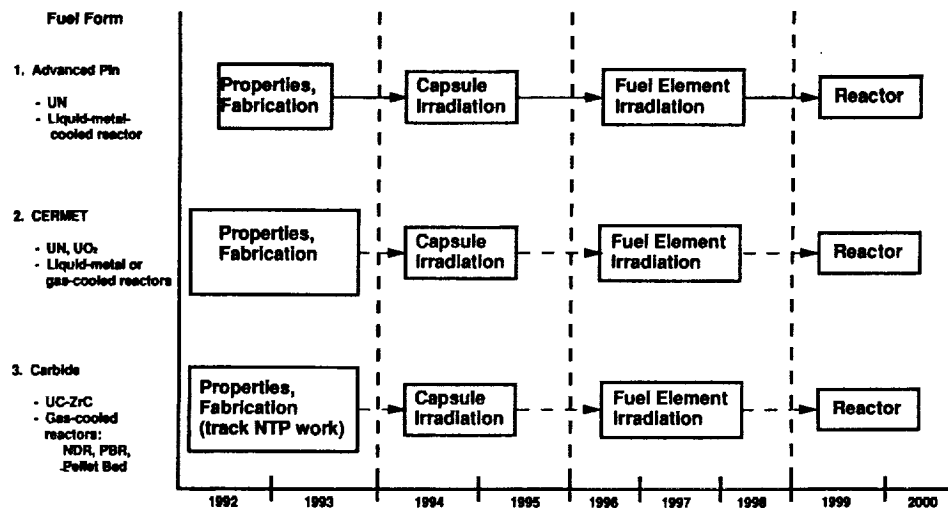 Fuel Form
1. Advanced Pin
- UN
- Liquid-metal-
cooled reactor
Properties,
Fabrication
Capsule
Irradiation
Fuel Element
Irradiation
Reactor
2. CERMET
- UN, UO₂
- Liquid-metal or
gas-cooled reactors
Properties,
Fabrication
Capsule
Irradiation
Fuel Element
Irradiation
Reactor
3. Carbide
- UC-ZrC
- Gas-cooled
reactors:
NDR, PBR,
Pellet Bed
Properties,
Fabrication
(track NTP work)
Capsule
Irradiation
Fuel Element
Irradiation
Reactor
1992 1993 1994 1995 1996 1997 1998 1999 2000